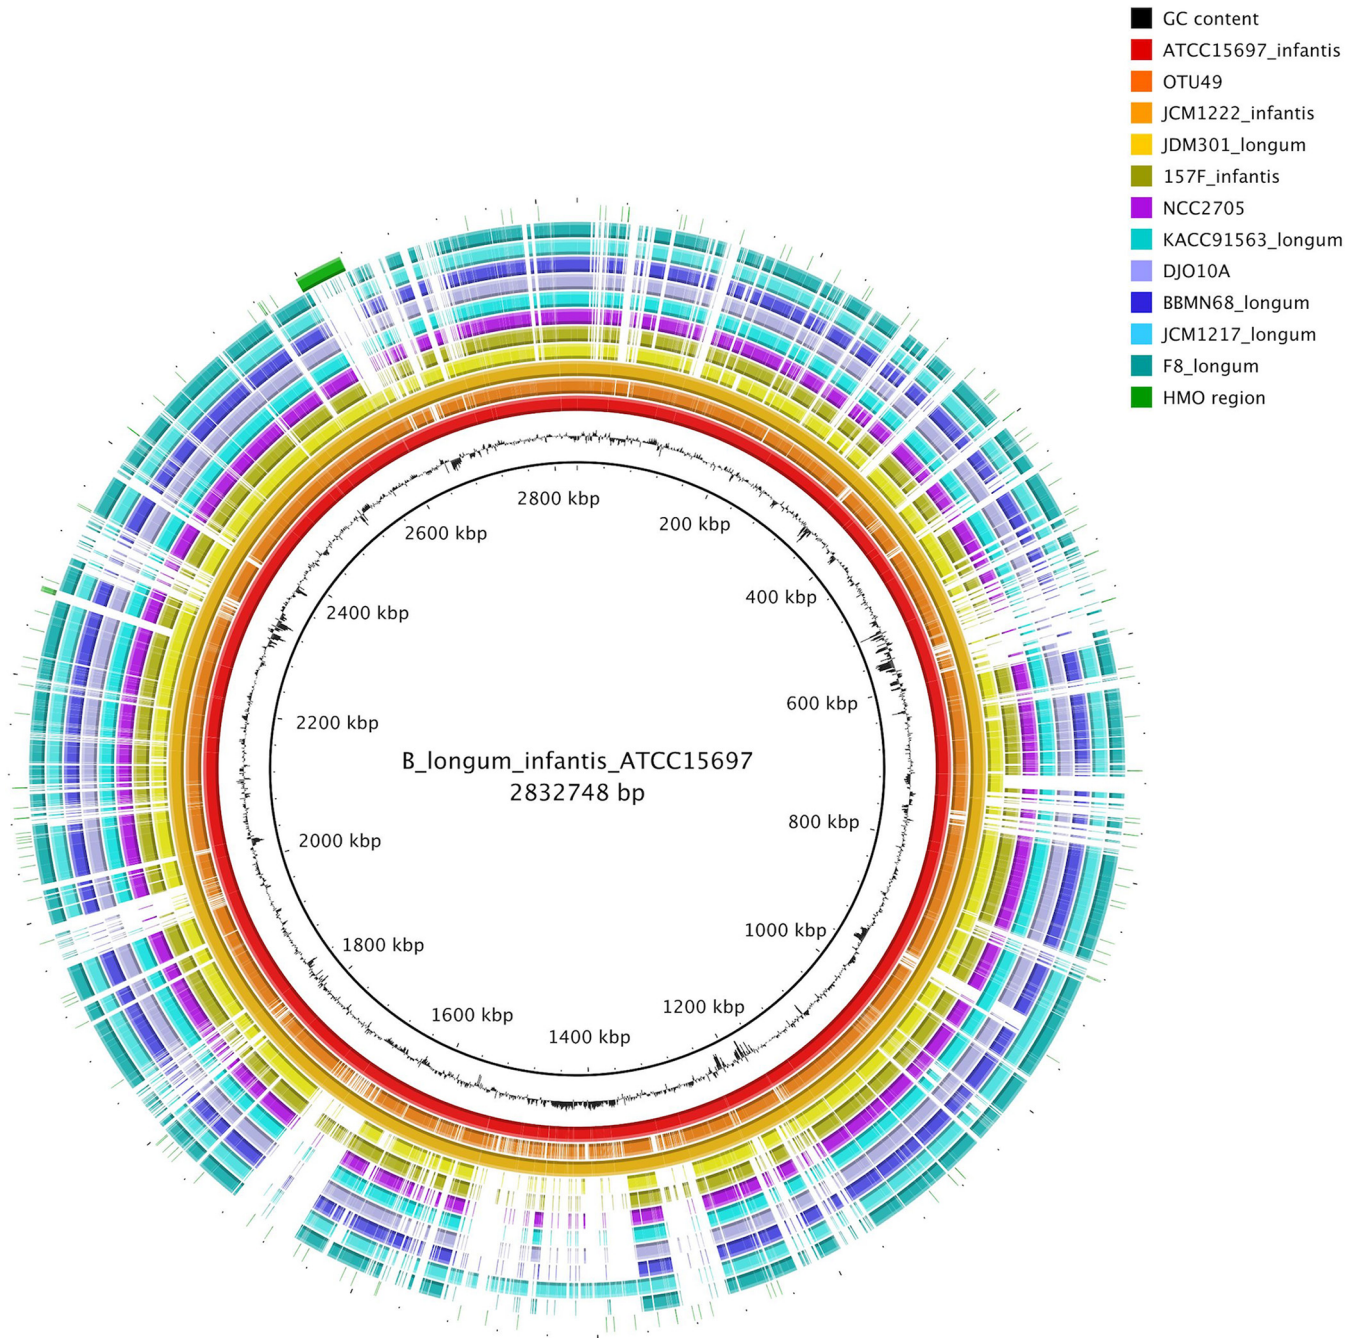 GC content
ATCC15697_infantis
OTU49
JCM1222_infantis
JDM301_longum
157F_infantis
NCC2705
KACC91563_longum
DJO10A
BBMN68_longum
JCM1217_longum
F8_longum
HMO region
2800 kbp
200 kbp
2600 kbp
400 kbp
2400 kbp
600 kbp
2200 kbp
B_longum_infantis_ATCC15697
2832748 bp
800 kbp
2000 kbp
1000 kbp
1800 kbp
1200 kbp
1600 kbp
1400 kbp